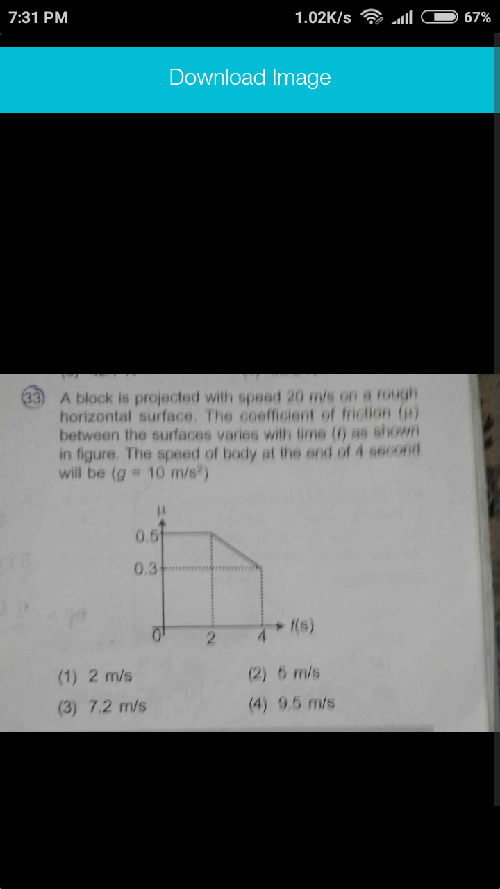 7:31 PM 1.02K/s 67%
Download Image
33 A block is projected with speed 20 m/s on a rough
horizontal surface. The coefficient of friction (μ)
between the surfaces varies with time (t) as shown
in figure. The speed of body at the end of 4 second
will be (g = 10 m/s²)
μ
0.5
0.3
0 2 4 t(s)
(1) 2 m/s (2) 5 m/s
(3) 7.2 m/s (4) 9.5 m/s